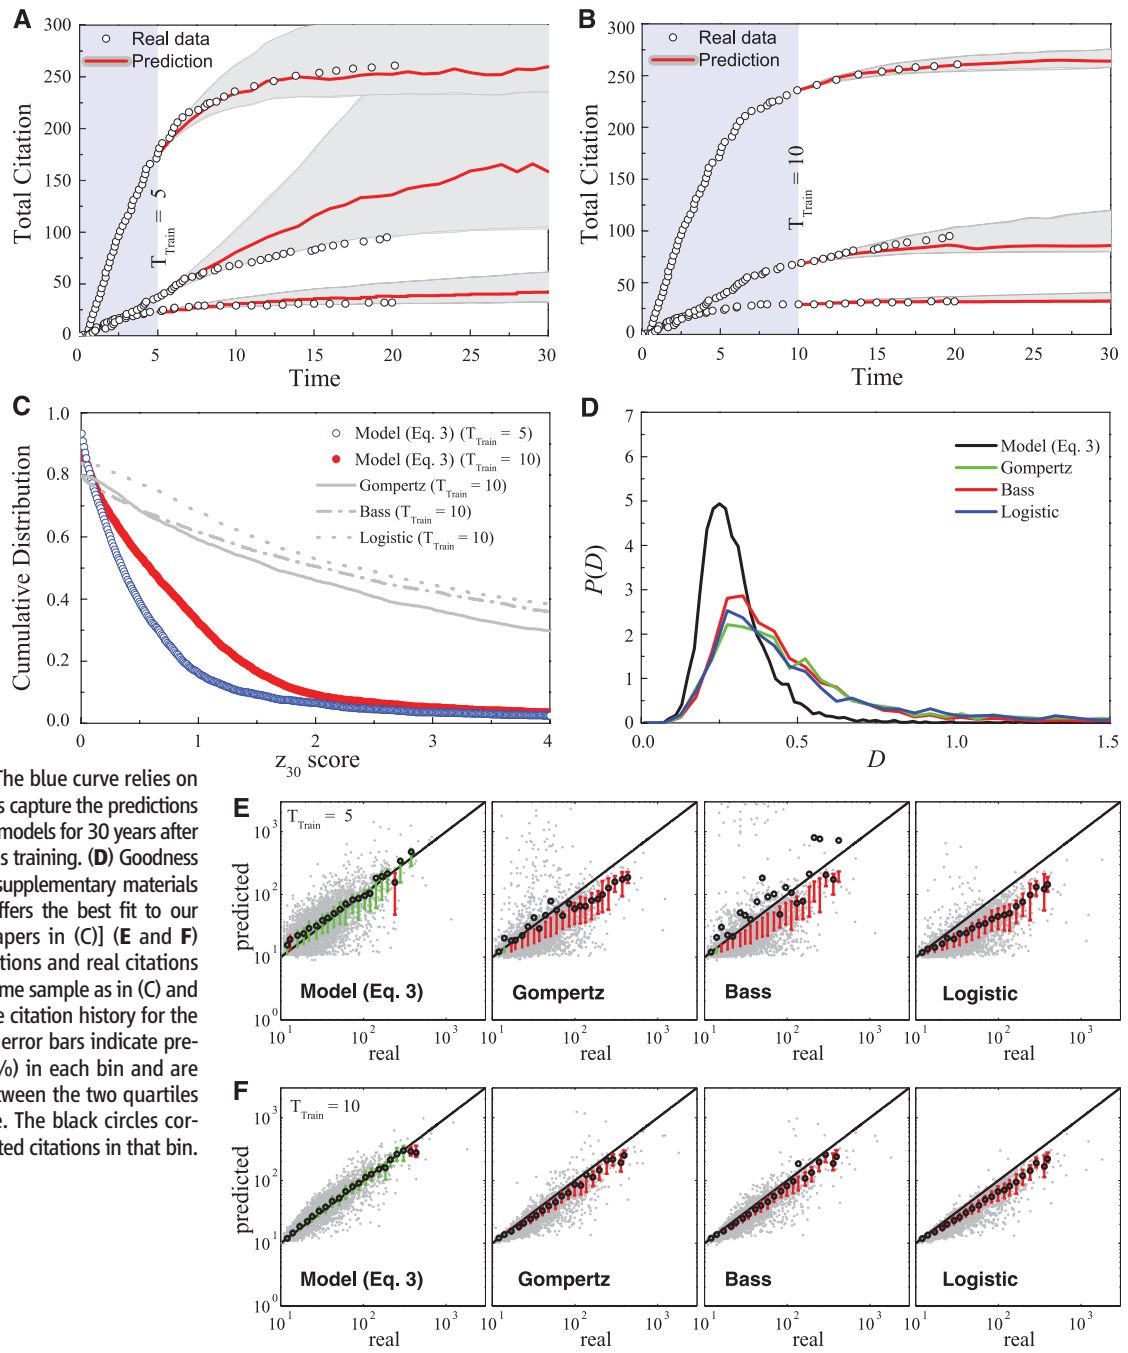 A
Real data
Prediction
300
250
200
150
100
50
0
Total Citation
T_Train = 5
0 5 10 15 20 25 30
Time
B
Real data
Prediction
300
250
200
150
100
50
0
Total Citation
T_Train = 10
0 5 10 15 20 25 30
Time
C
1.0
0.8
0.6
0.4
0.2
0.0
Cumulative Distribution
Model (Eq. 3) (T_Train = 5)
Model (Eq. 3) (T_Train = 10)
Gompertz (T_Train = 10)
Bass (T_Train = 10)
Logistic (T_Train = 10)
0 1 2 3 4
z_30 score
D
7
6
5
4
3
2
1
0
P(D)
Model (Eq. 3)
Gompertz
Bass
Logistic
0.0 0.5 1.0 1.5
D
The blue curve relies on
s capture the predictions
models for 30 years after
s training. (D) Goodness
supplementary materials
ffers the best fit to our
apers in (C)] (E and F)
tions and real citations
me sample as in (C) and
e citation history for the
error bars indicate pre-
%) in each bin and are
tween the two quartiles
e. The black circles cor-
ted citations in that bin.
E
T_Train = 5
10^3
10^2
10^1
10^0
predicted
Model (Eq. 3)
Gompertz
Bass
Logistic
10^1 10^2 10^3 10^1 10^2 10^3 10^1 10^2 10^3 10^1 10^2 10^3
real real real real
F
T_Train = 10
10^3
10^2
10^1
10^0
predicted
Model (Eq. 3)
Gompertz
Bass
Logistic
10^1 10^2 10^3 10^1 10^2 10^3 10^1 10^2 10^3 10^1 10^2 10^3
real real real real